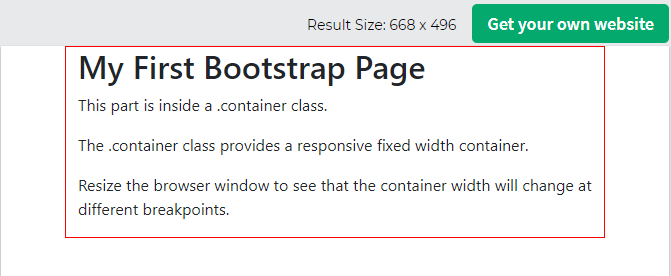 Result Size: 668 x 496
Get your own website
My First Bootstrap Page
This part is inside a .container class.
The .container class provides a responsive fixed width container.
Resize the browser window to see that the container width will change at
different breakpoints.